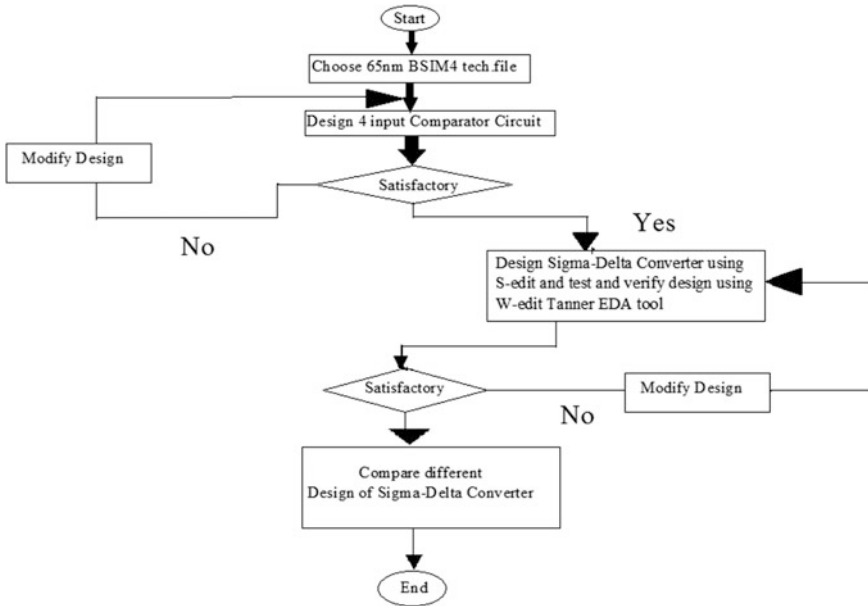 Start
Choose 65nm BSIM4 tech.file
Design 4 input Comparator Circuit
Modify Design
Satisfactory
No
Yes
Design Sigma-Delta Converter using
S-edit and test and verify design using
W-edit Tanner EDA tool
Satisfactory
No
Modify Design
Compare different
Design of Sigma-Delta Converter
End